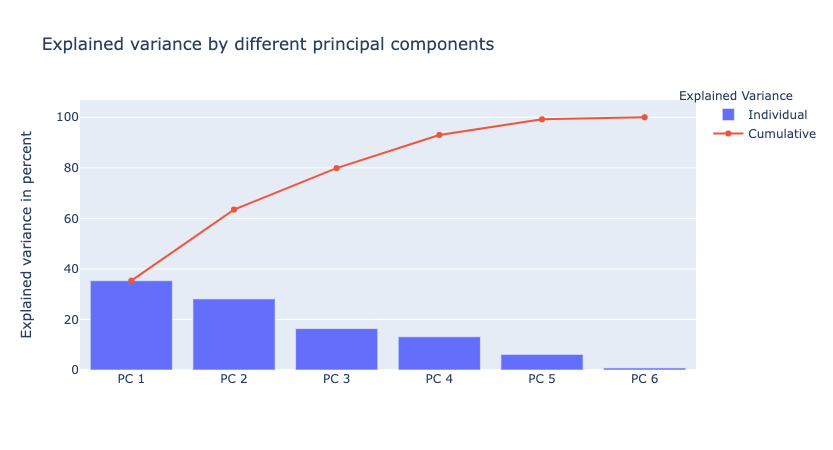 Explained variance by different principal components
Explained Variance
Individual
Cumulative
Explained variance in percent
100
80
60
40
20
0
PC 1
PC 2
PC 3
PC 4
PC 5
PC 6